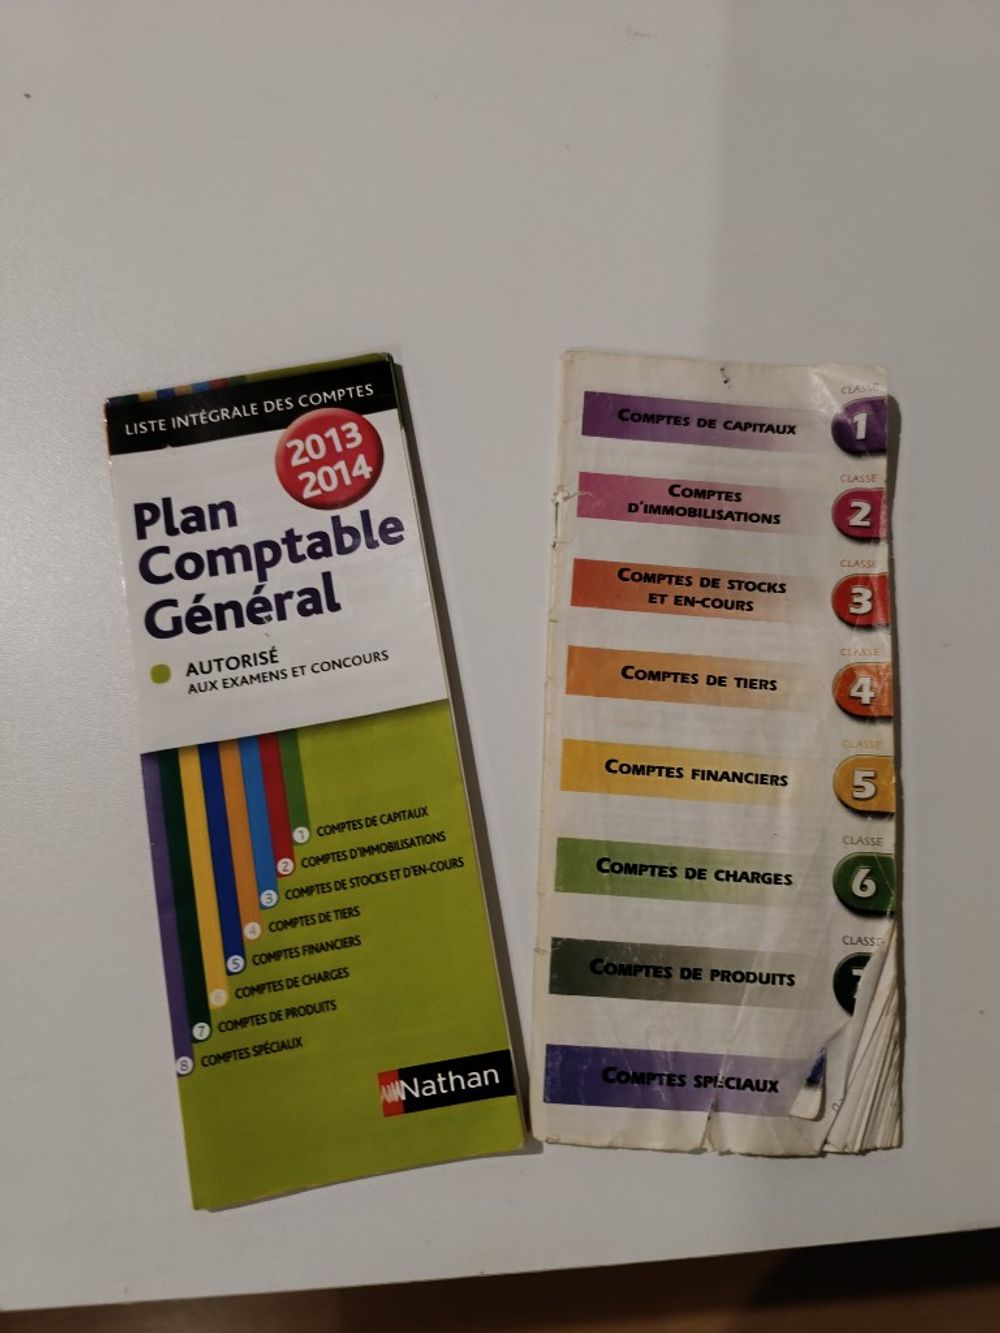 LISTE INTÉGRALE DES COMPTES
2013
2014
Plan
Comptable
Général
AUTORISÉ
AUX EXAMENS ET CONCOURS
1 COMPTES DE CAPITAUX
2 COMPTES D'IMMOBILISATIONS
3 COMPTES DE STOCKS ET D'EN-COURS
4 COMPTES DE TIERS
5 COMPTES FINANCIERS
6 COMPTES DE CHARGES
7 COMPTES DE PRODUITS
8 COMPTES SPÉCIAUX
Nathan
CLASSE
COMPTES DE CAPITAUX 1
CLASSE
COMPTES
D'IMMOBILISATIONS 2
CLASSE
COMPTES DE STOCKS
ET EN-COURS 3
CLASSE
COMPTES DE TIERS 4
CLASSE
COMPTES FINANCIERS 5
CLASSE
COMPTES DE CHARGES 6
CLASSE
COMPTES DE PRODUITS 7
COMPTES SPÉCIAUX